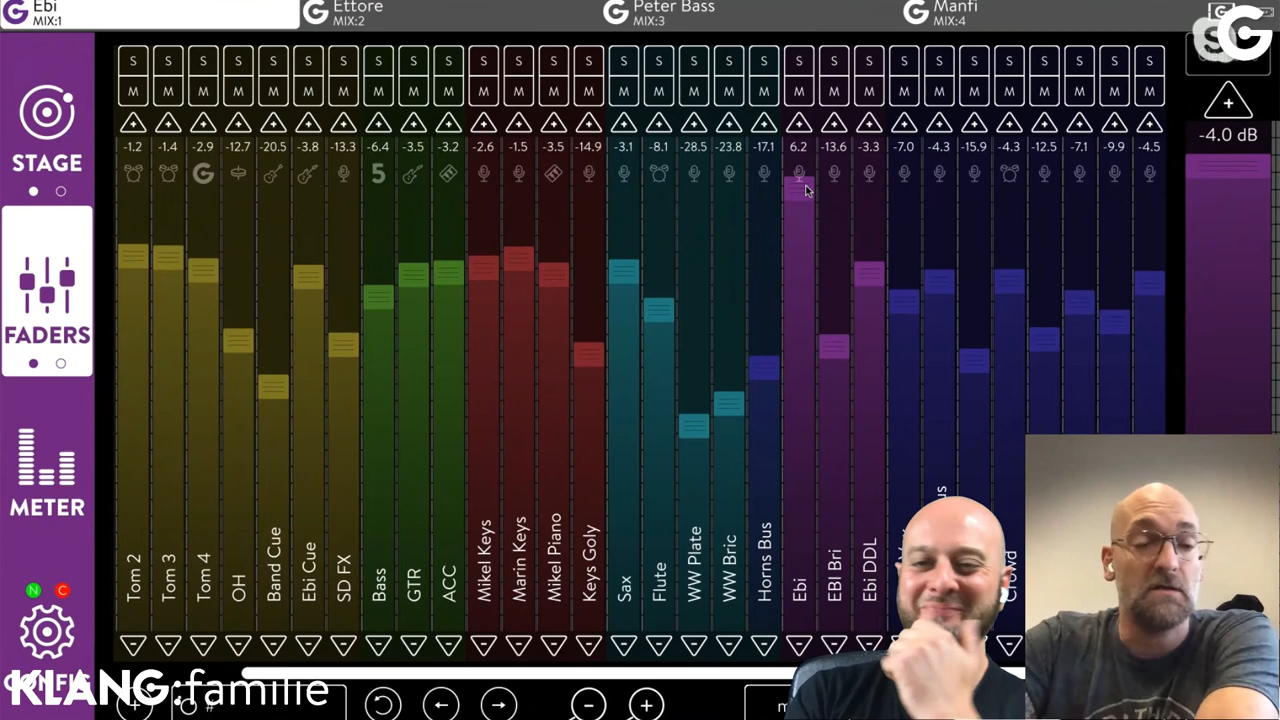 Ebi
MIX:1
Ettore
MIX:2
Peter Bass
MIX:3
Manfi
MIX:4
S S S S S S S S S S S S S S S S S S S S S S S S S S S S S S
M M M M M M M M M M M M M M M M M M M M M M M M M M M M M M
-4.0 dB
-1.2 -1.4 -2.9 -12.7 -20.5 -3.8 -13.3 -6.4 -3.5 -3.2 -2.6 -1.5 -3.5 -14.9 -3.1 -8.1 -28.5 -23.8 -17.1 6.2 -13.6 -3.3 -7.0 -4.3 -15.9 -4.3 -12.5 -7.1 -9.9 -4.5
5
STAGE
FADERS
METER
N C
Tom 2
Tom 3
Tom 4
OH
Band Cue
Ebi Cue
SD FX
Bass
GTR
ACC
Mikel Keys
Marin Keys
Mikel Piano
Keys Goly
Sax
Flute
WW Plate
WW Bric
Horns Bus
Ebi
EBI Bri
Ebi DDL
KLANG:familie
#